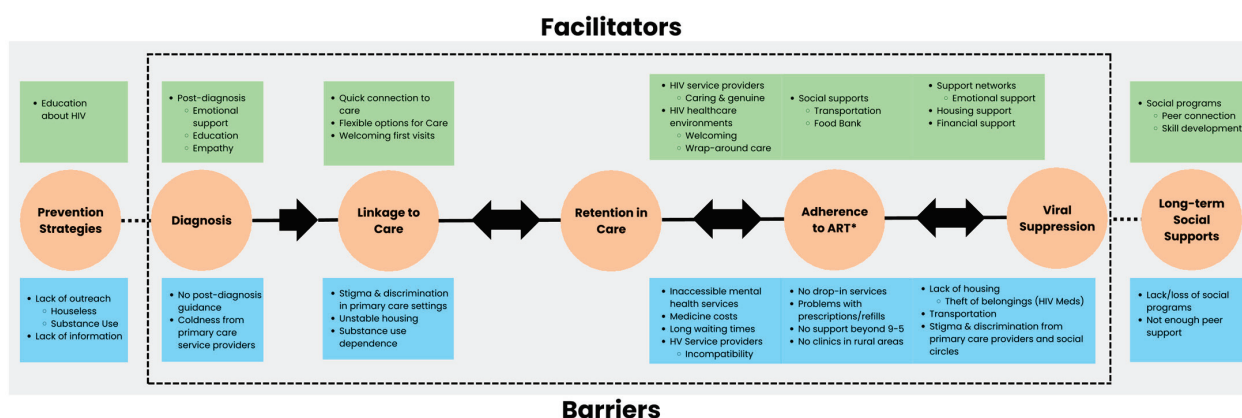 Facilitators
• Education
about HIV
• Post-diagnosis
○ Emotional
support
○ Education
○ Empathy
• Quick connection to
care
• Flexible options for Care
• Welcoming first visits
• HIV service providers
○ Caring & genuine
• HIV healthcare
environments
○ Welcoming
○ Wrap-around care
• Social supports
○ Transportation
○ Food Bank
• Support networks
○ Emotional support
• Housing support
• Financial support
• Social programs
○ Peer connection
○ Skill development
Prevention
Strategies
Diagnosis
Linkage to
Care
Retention in
Care
Adherence
to ART*
Viral
Suppression
Long-term
Social
Supports
• Lack of outreach
○ Houseless
○ Substance Use
• Lack of information
• No post-diagnosis
guidance
• Coldness from
primary care
service providers
• Stigma & discrimination
in primary care settings
• Unstable housing
• Substance use
dependence
• Inaccessible mental
health services
• Medicine costs
• Long waiting times
• HV Service providers
○ Incompatibility
• No drop-in services
• Problems with
prescriptions/refills
• No support beyond 9-5
• No clinics in rural areas
• Lack of housing
○ Theft of belongings (HIV Meds)
• Transportation
• Stigma & discrimination from
primary care providers and social
circles
• Lack/loss of social
programs
• Not enough peer
support
Barriers